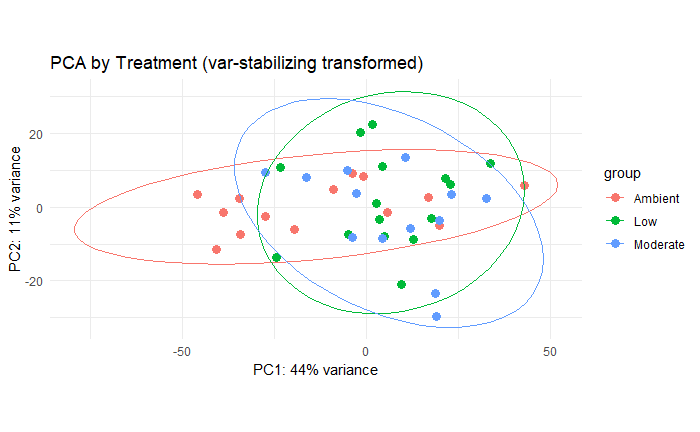 PCA by Treatment (var-stabilizing transformed)
PC2: 11% variance
20
0
-20
-50
0
50
PC1: 44% variance
group
Ambient
Low
Moderate